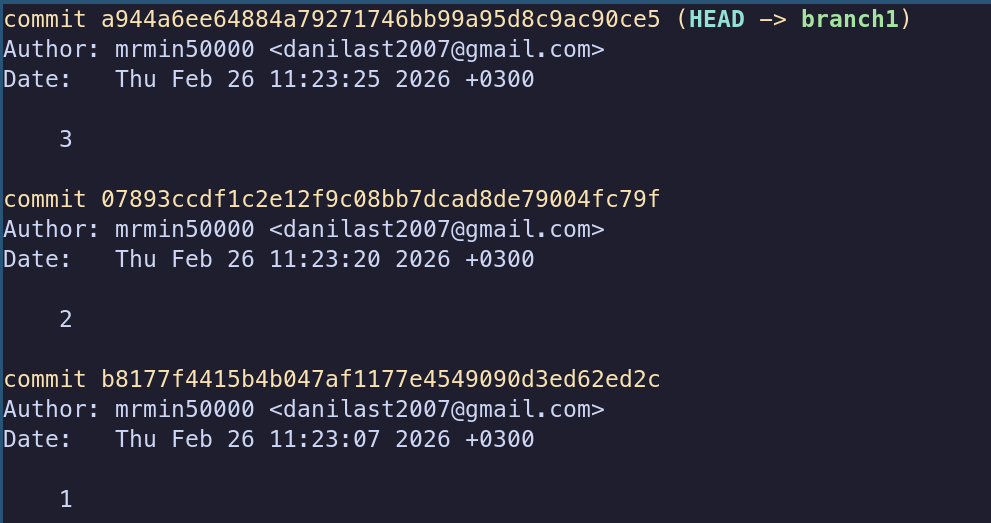 commit a944a6ee64884a79271746bb99a95d8c9ac90ce5 (HEAD -> branch1)
Author: mrmin50000 <danilast2007@gmail.com>
Date:   Thu Feb 26 11:23:25 2026 +0300
3
commit 07893ccdf1c2e12f9c08bb7dcad8de79004fc79f
Author: mrmin50000 <danilast2007@gmail.com>
Date:   Thu Feb 26 11:23:20 2026 +0300
2
commit b8177f4415b4b047af1177e4549090d3ed62ed2c
Author: mrmin50000 <danilast2007@gmail.com>
Date:   Thu Feb 26 11:23:07 2026 +0300
1